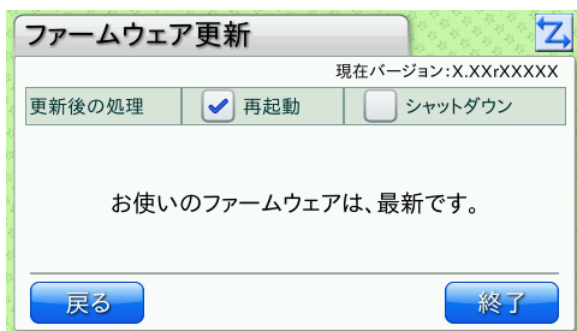 ファームウェア更新
現在バージョン:X.XXrXXXXX
更新後の処理 再起動 シャットダウン
お使いのファームウェアは、最新です。
戻る 終了